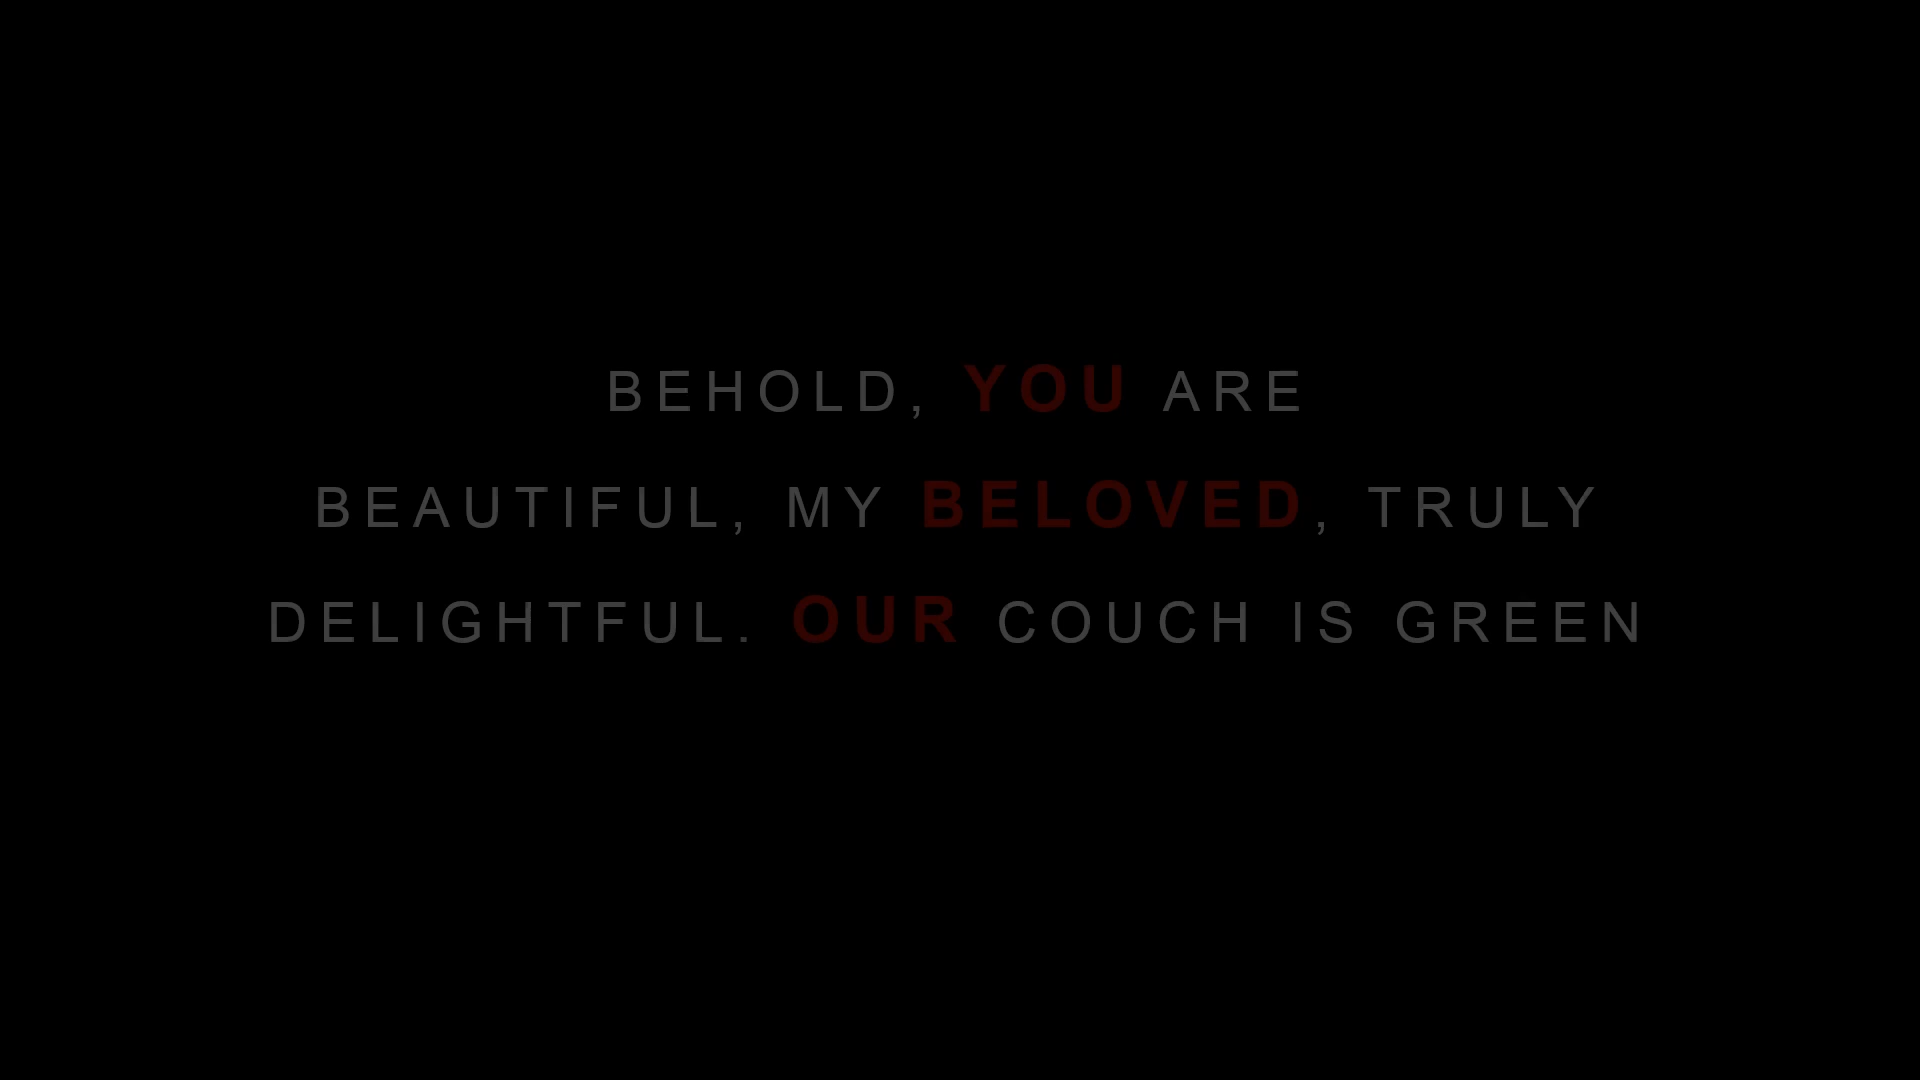 BEHOLD, YOU ARE
BEAUTIFUL, MY BELOVED, TRULY
DELIGHTFUL. OUR COUCH IS GREEN